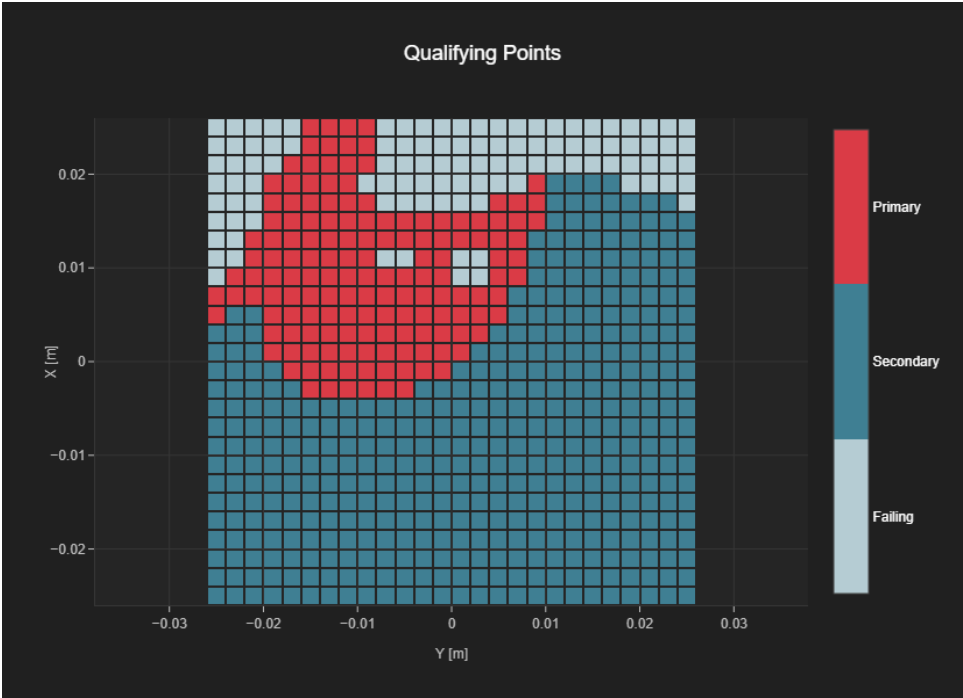 Qualifying Points
0.02
0.01
0
−0.01
−0.02
X [m]
−0.03
−0.02
−0.01
0
0.01
0.02
0.03
Y [m]
Primary
Secondary
Failing